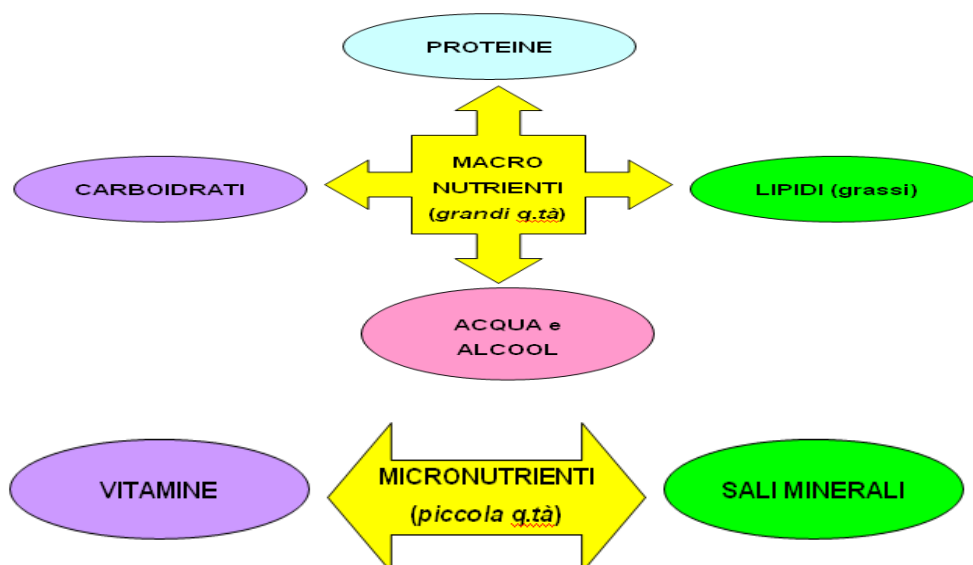 PROTEINE
CARBOIDRATI
MACRO
NUTRIENTI
(grandi q.tà)
LIPIDI (grassi)
ACQUA e
ALCOOL
VITAMINE
MICRONUTRIENTI
(piccola q.tà)
SALI MINERALI